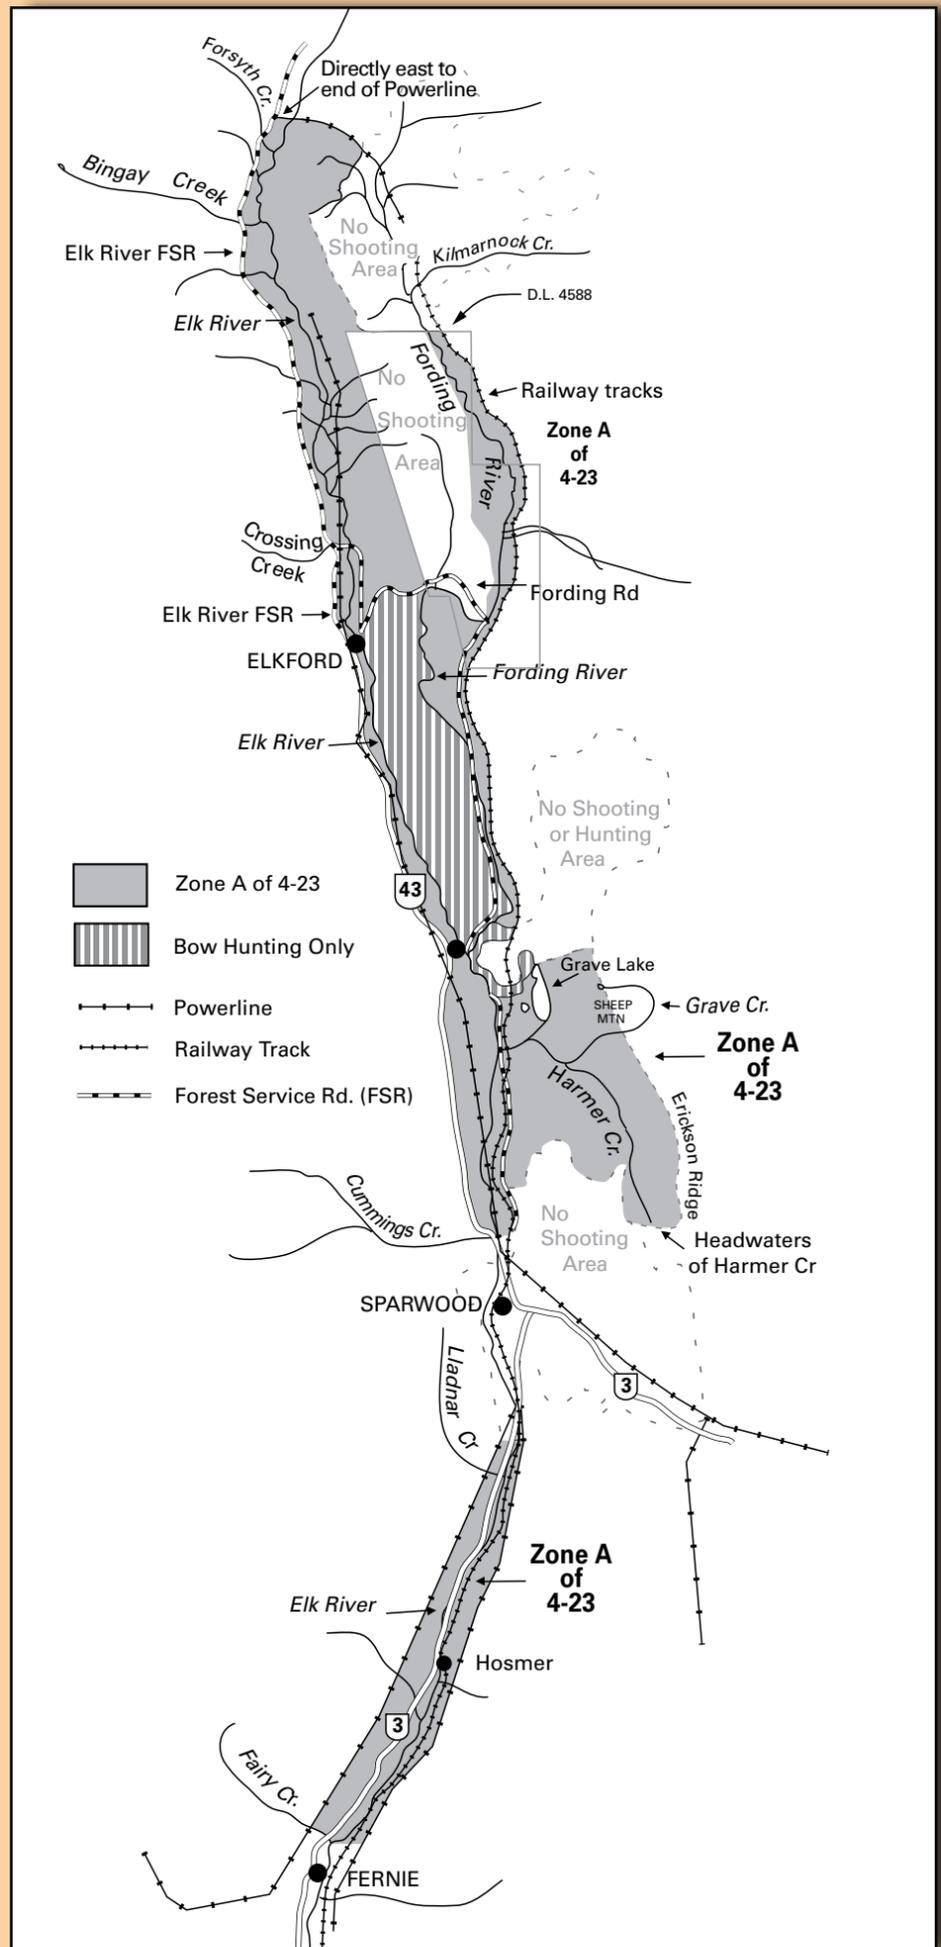 Forsyth Cr.
Directly east to
end of Powerline
Bingay Creek
No
Shooting
Area
Elk River FSR
Kilmarnock Cr.
D.L. 4588
Elk River
Fording
No
Railway tracks
Shooting
Zone A
of
4-23
Area
River
Crossing
Creek
Fording Rd
Elk River FSR
ELKFORD
Fording River
Elk River
No Shooting
or Hunting
Area
Zone A of 4-23
43
Bow Hunting Only
Grave Lake
SHEEP
MTN
Grave Cr.
Powerline
Zone A
of
4-23
Railway Track
Harmer Cr.
Forest Service Rd. (FSR)
Erickson Ridge
Cummings Cr.
No
Shooting
Area
Headwaters
of Harmer Cr
SPARWOOD
Lladnar Cr
3
Zone A
of
4-23
Elk River
Hosmer
3
Fairy Cr.
FERNIE